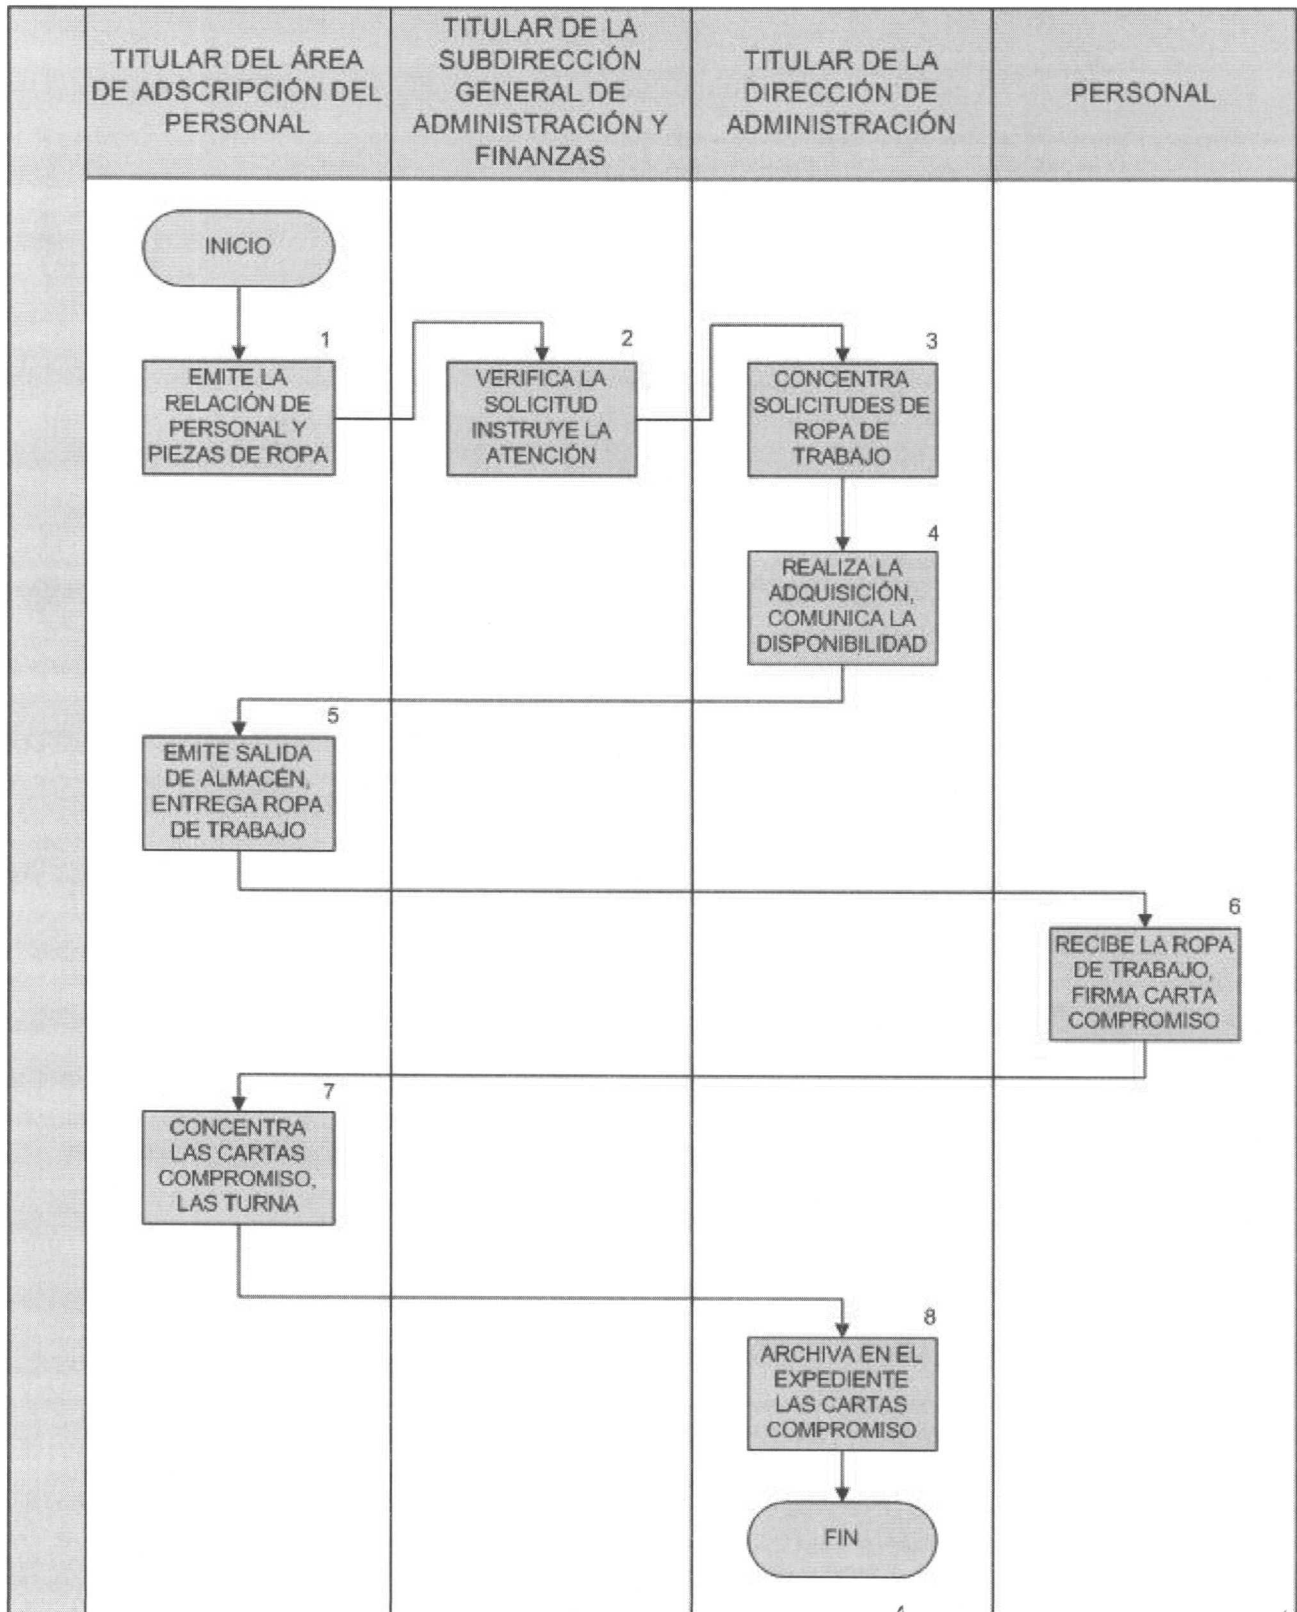 TITULAR DEL ÁREA
DE ADSCRIPCIÓN DEL
PERSONAL
TITULAR DE LA
SUBDIRECCIÓN
GENERAL DE
ADMINISTRACIÓN Y
FINANZAS
TITULAR DE LA
DIRECCIÓN DE
ADMINISTRACIÓN
PERSONAL
INICIO
1
EMITE LA
RELACIÓN DE
PERSONAL Y
PIEZAS DE ROPA
2
VERIFICA LA
SOLICITUD
INSTRUYE LA
ATENCIÓN
3
CONCENTRA
SOLICITUDES DE
ROPA DE
TRABAJO
4
REALIZA LA
ADQUISICIÓN,
COMUNICA LA
DISPONIBILIDAD
5
EMITE SALIDA
DE ALMACÉN,
ENTREGA ROPA
DE TRABAJO
6
RECIBE LA ROPA
DE TRABAJO,
FIRMA CARTA
COMPROMISO
7
CONCENTRA
LAS CARTAS
COMPROMISO,
LAS TURNA
8
ARCHIVA EN EL
EXPEDIENTE
LAS CARTAS
COMPROMISO
FIN